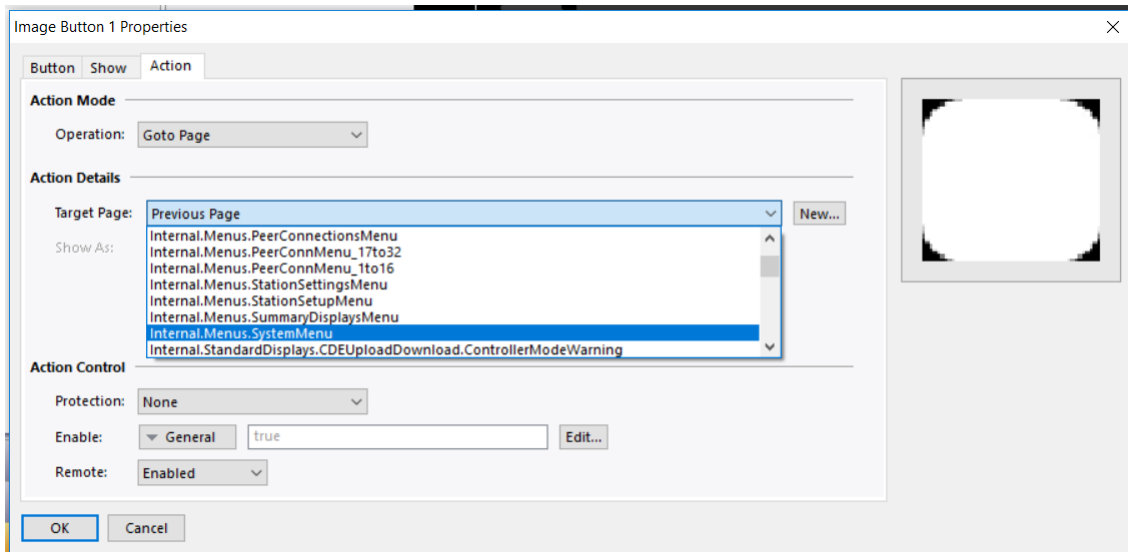 Image Button 1 Properties
Button Show Action
Action Mode
Operation: Goto Page
Action Details
Target Page: Previous Page New...
Show As:
Internal.Menus.PeerConnectionsMenu
Internal.Menus.PeerConnMenu_17to32
Internal.Menus.PeerConnMenu_1to16
Internal.Menus.StationSettingsMenu
Internal.Menus.StationSetupMenu
Internal.Menus.SummaryDisplaysMenu
Internal.Menus.SystemMenu
Internal.StandardDisplays.CDEUploadDownload.ControllerModeWarning
Action Control
Protection: None
Enable: General true Edit...
Remote: Enabled
OK Cancel